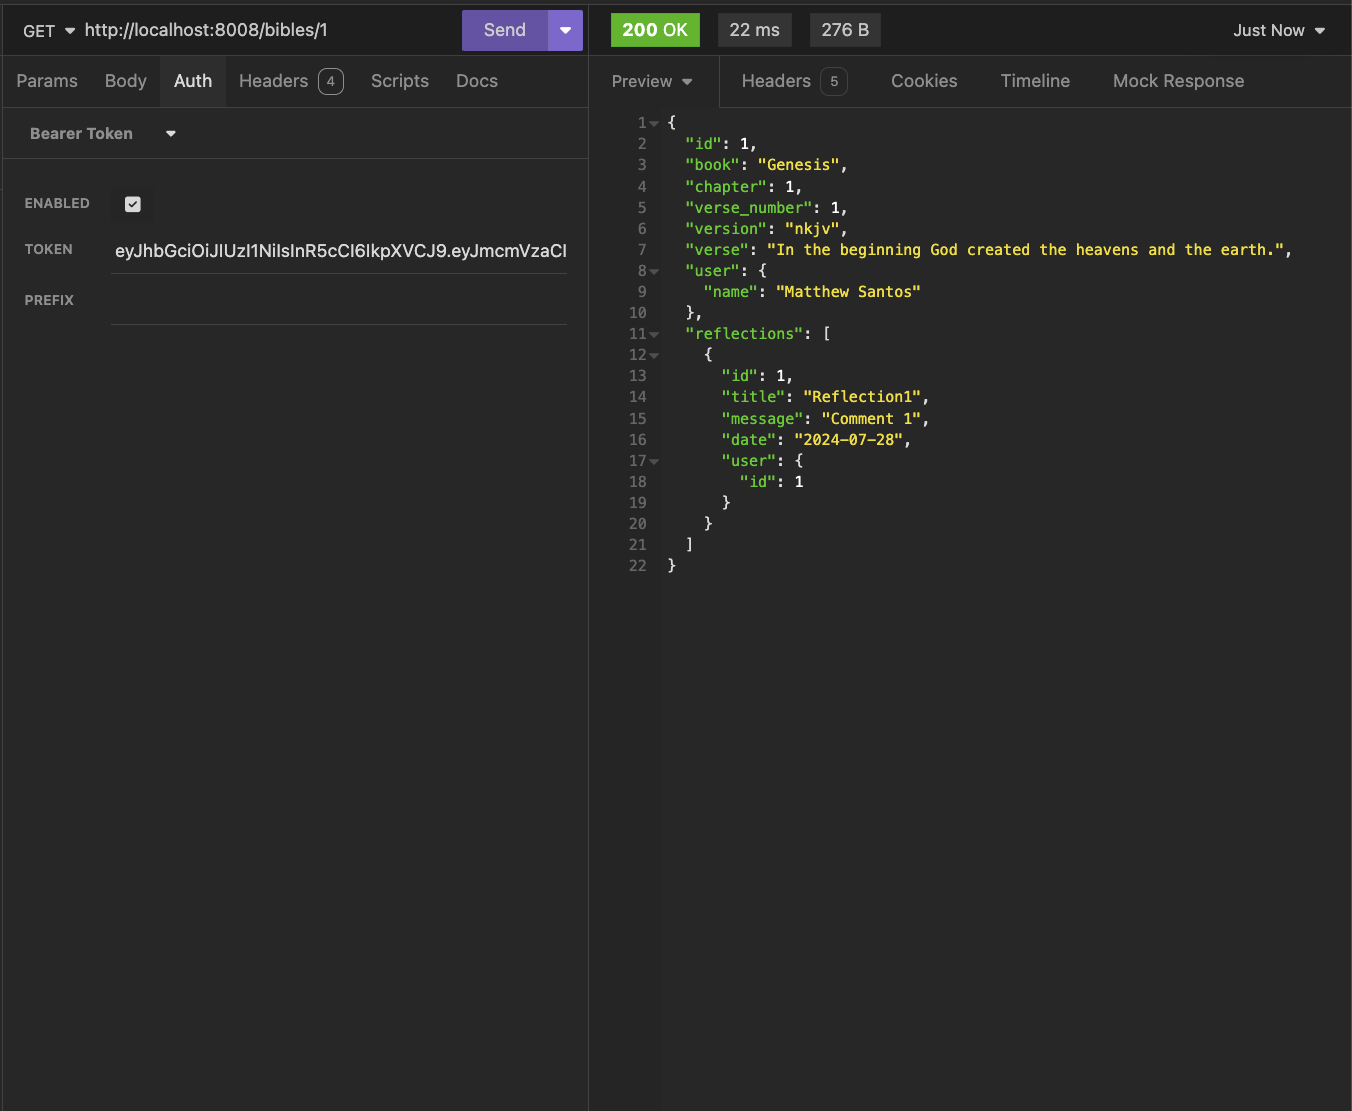 GET http://localhost:8008/bibles/1 Send
Params Body Auth Headers 4 Scripts Docs
Bearer Token
ENABLED
TOKEN eyJhbGciOiJIUzI1NiIsInR5cCI6IkpXVCJ9.eyJmcmVzaCI
PREFIX
200 OK 22 ms 276 B Just Now
Preview Headers 5 Cookies Timeline Mock Response
1 {
2 "id": 1,
3 "book": "Genesis",
4 "chapter": 1,
5 "verse_number": 1,
6 "version": "nkjv",
7 "verse": "In the beginning God created the heavens and the earth.",
8 "user": {
9 "name": "Matthew Santos"
10 },
11 "reflections": [
12 {
13 "id": 1,
14 "title": "Reflection1",
15 "message": "Comment 1",
16 "date": "2024-07-28",
17 "user": {
18 "id": 1
19 }
20 }
21 ]
22 }